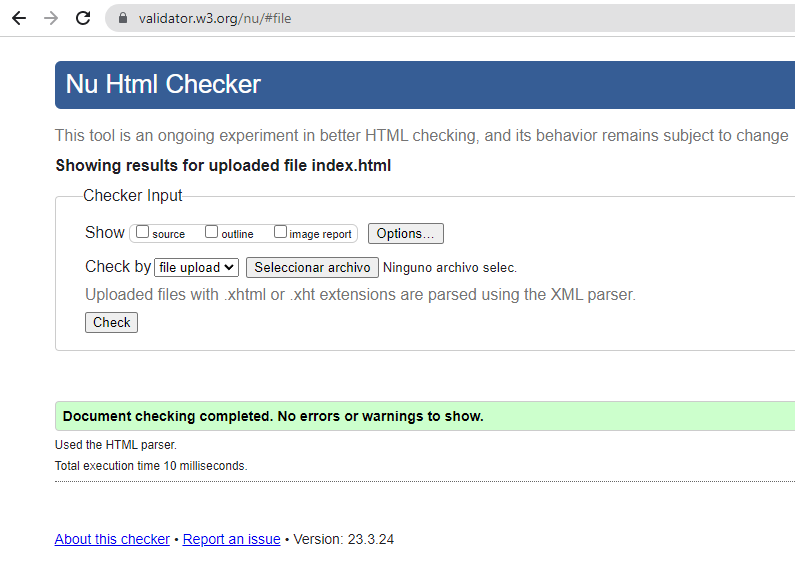 validator.w3.org/nu/#file
Nu Html Checker
This tool is an ongoing experiment in better HTML checking, and its behavior remains subject to change
Showing results for uploaded file index.html
Checker Input
Show source outline image report Options...
Check by file upload Seleccionar archivo Ninguno archivo selec.
Uploaded files with .xhtml or .xht extensions are parsed using the XML parser.
Check
Document checking completed. No errors or warnings to show.
Used the HTML parser.
Total execution time 10 milliseconds.
About this checker • Report an issue • Version: 23.3.24